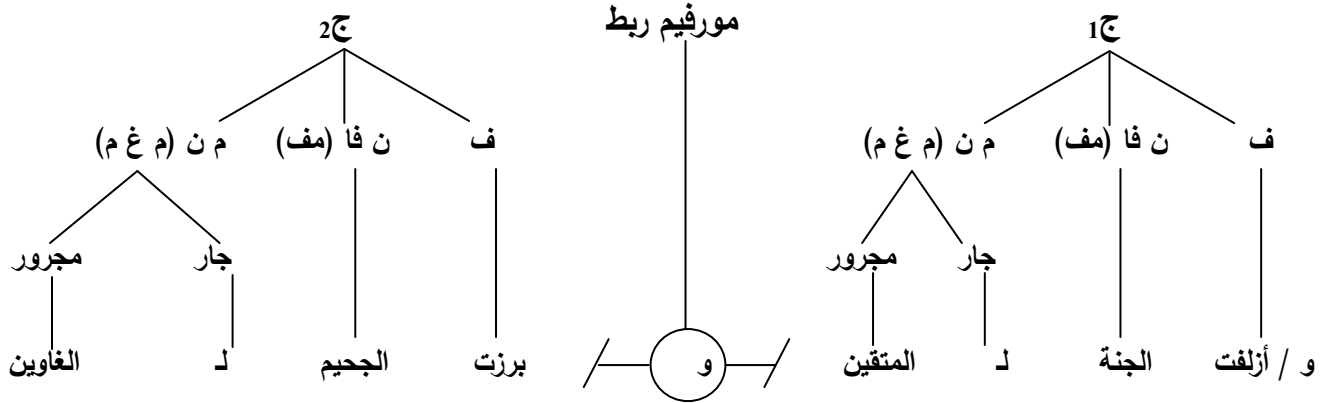 ج1 مورفيم ربط ج2
ف ن فا (مف) م ن (م غ م) ف ن فا (مف) م ن (م غ م)
جار مجرور جار مجرور
و / أزلفت الجنة لـ المتقين و برزت الجحيم لـ الغاوين